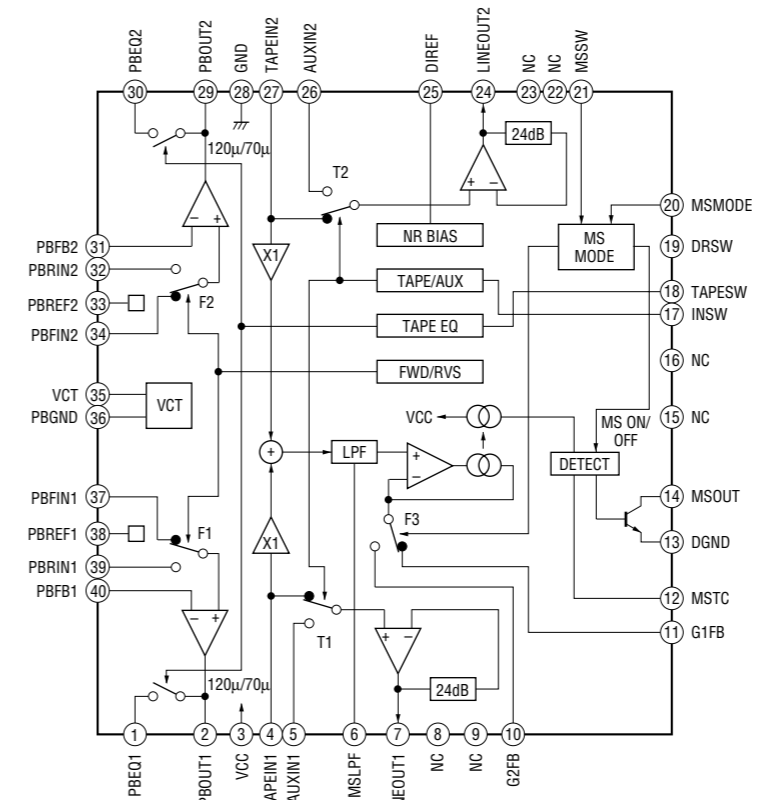 PBEQ2
PBOUT2
GND
TAPEIN2
AUXIN2
DIREF
LINEOUT2
NC
NC
MSSW
30
29
28
27
26
25
24
23
22
21
120μ/70μ
24dB
T2
+
−
20
MSMODE
−
+
NR BIAS
MS
MODE
19
DRSW
PBFB2
31
X1
PBRIN2
32
TAPE/AUX
18
TAPESW
PBREF2
33
F2
17
INSW
PBFIN2
34
TAPE EQ
FWD/RVS
16
NC
VCT
35
VCT
PBGND
36
VCC
15
NC
MS ON/
OFF
+
LPF
+
−
DETECT
PBFIN1
37
14
MSOUT
PBREF1
38
F1
X1
F3
13
DGND
PBRIN1
39
PBFB1
40
12
MSTC
−
+
T1
+
−
11
G1FB
120μ/70μ
24dB
1
2
3
4
5
6
7
8
9
10
PBEQ1
PBOUT1
VCC
APEIN1
AUXIN1
MSLPF
NEOUT1
NC
NC
G2FB